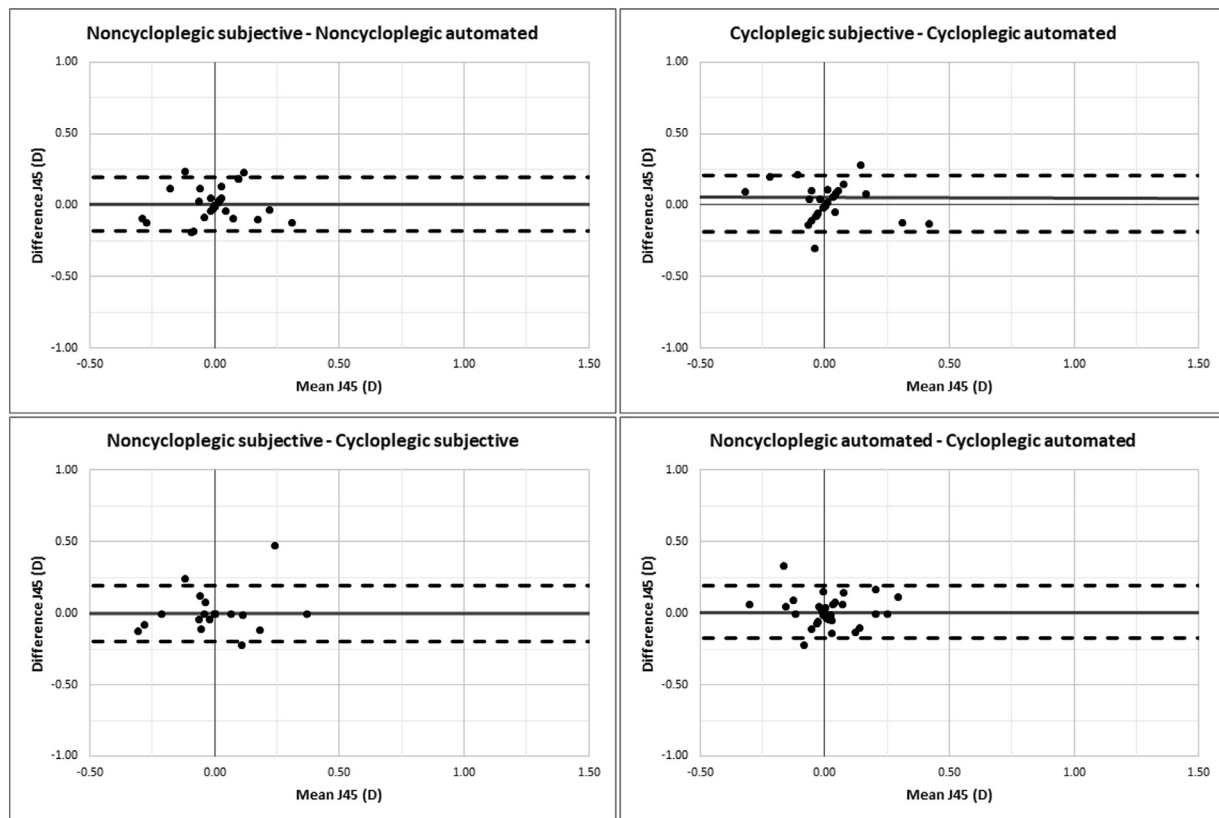 Noncycloplegic subjective - Noncycloplegic automated
1.00
0.50
0.00
-0.50
-1.00
Difference J45 (D)
-0.50 0.00 0.50 1.00 1.50
Mean J45 (D)
Cycloplegic subjective - Cycloplegic automated
1.00
0.50
0.00
-0.50
-1.00
Difference J45 (D)
-0.50 0.00 0.50 1.00 1.50
Mean J45 (D)
Noncycloplegic subjective - Cycloplegic subjective
1.00
0.50
0.00
-0.50
-1.00
Difference J45 (D)
-0.50 0.00 0.50 1.00 1.50
Mean J45 (D)
Noncycloplegic automated - Cycloplegic automated
1.00
0.50
0.00
-0.50
-1.00
Difference J45 (D)
-0.50 0.00 0.50 1.00 1.50
Mean J45 (D)